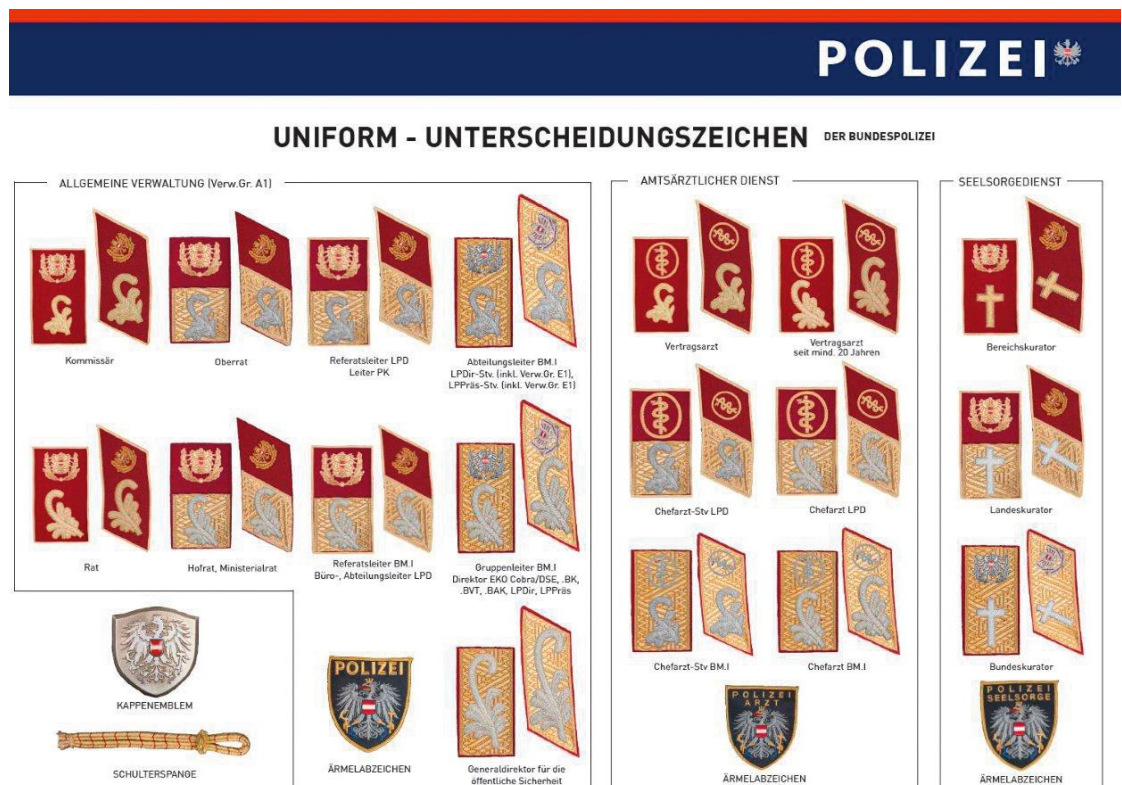 POLIZEI
UNIFORM - UNTERSCHEIDUNGSZEICHEN DER BUNDESPOLIZEI
ALLGEMEINE VERWALTUNG (Verw.Gr. A1)
Kommissär
Oberrat
Referatsleiter LPD
Leiter PK
Abteilungsleiter BM.I
LPDir-Stv. (inkl. Verw.Gr. E1),
LPPräs-Stv. (inkl. Verw.Gr. E1)
Rat
Hofrat, Ministerialrat
Referatsleiter BM.I
Büro-, Abteilungsleiter LPD
Gruppenleiter BM.I
Direktor EKO Cobra/DSE, .BK,
.BVT, .BAK, LPDir, LPPräs
KAPPENEMBLEM
SCHULTERSPANGE
POLIZEI
ÄRMELABZEICHEN
Generaldirektor für die
öffentliche Sicherheit
AMTSÄRZTLICHER DIENST
Vertragsarzt
Vertragsarzt
seit mind. 20 Jahren
Chefarzt-Stv LPD
Chefarzt LPD
Chefarzt-Stv BM.I
Chefarzt BM.I
POLIZEI
ARZT
ÄRMELABZEICHEN
SEELSORGEDIENST
Bereichskurator
Landeskurator
Bundeskurator
POLIZEI
SEELSORGE
ÄRMELABZEICHEN